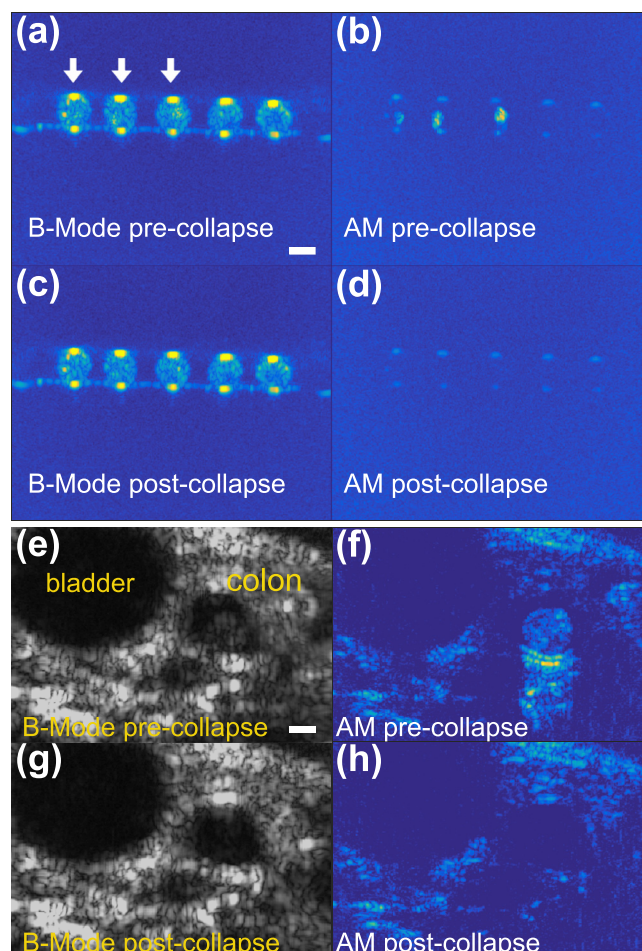 (a)
(b)
B-Mode pre-collapse
AM pre-collapse
(c)
(d)
B-Mode post-collapse
AM post-collapse
(e)
(f)
bladder
colon
B-Mode pre-collapse
AM pre-collapse
(g)
(h)
B-Mode post-collapse
AM post-collapse